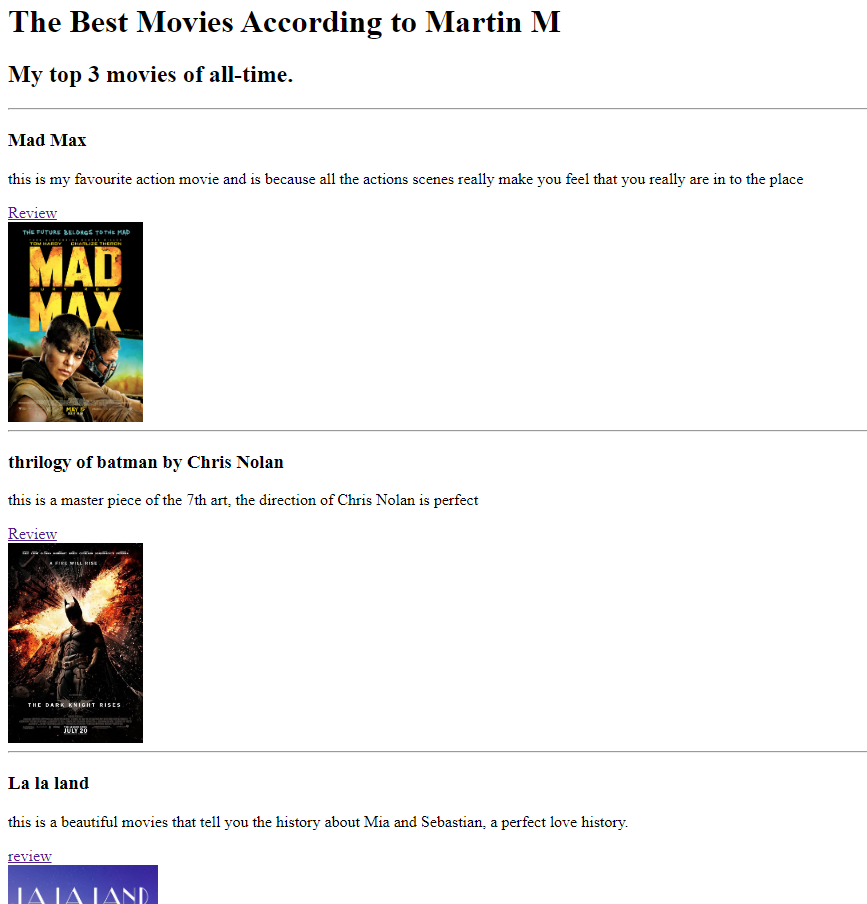 The Best Movies According to Martin M
My top 3 movies of all-time.
Mad Max
this is my favourite action movie and is because all the actions scenes really make you feel that you really are in to the place
Review
THE FUTURE BELONGS TO THE MAD
TOM HARDY CHARLIZE THERON
MAD
FURY ROAD
MAX
MAY 15
thrilogy of batman by Chris Nolan
this is a master piece of the 7th art, the direction of Chris Nolan is perfect
Review
A FIRE WILL RISE
THE DARK KNIGHT RISES
JULY 20
La la land
this is a beautiful movies that tell you the history about Mia and Sebastian, a perfect love history.
review
LA LA LAND